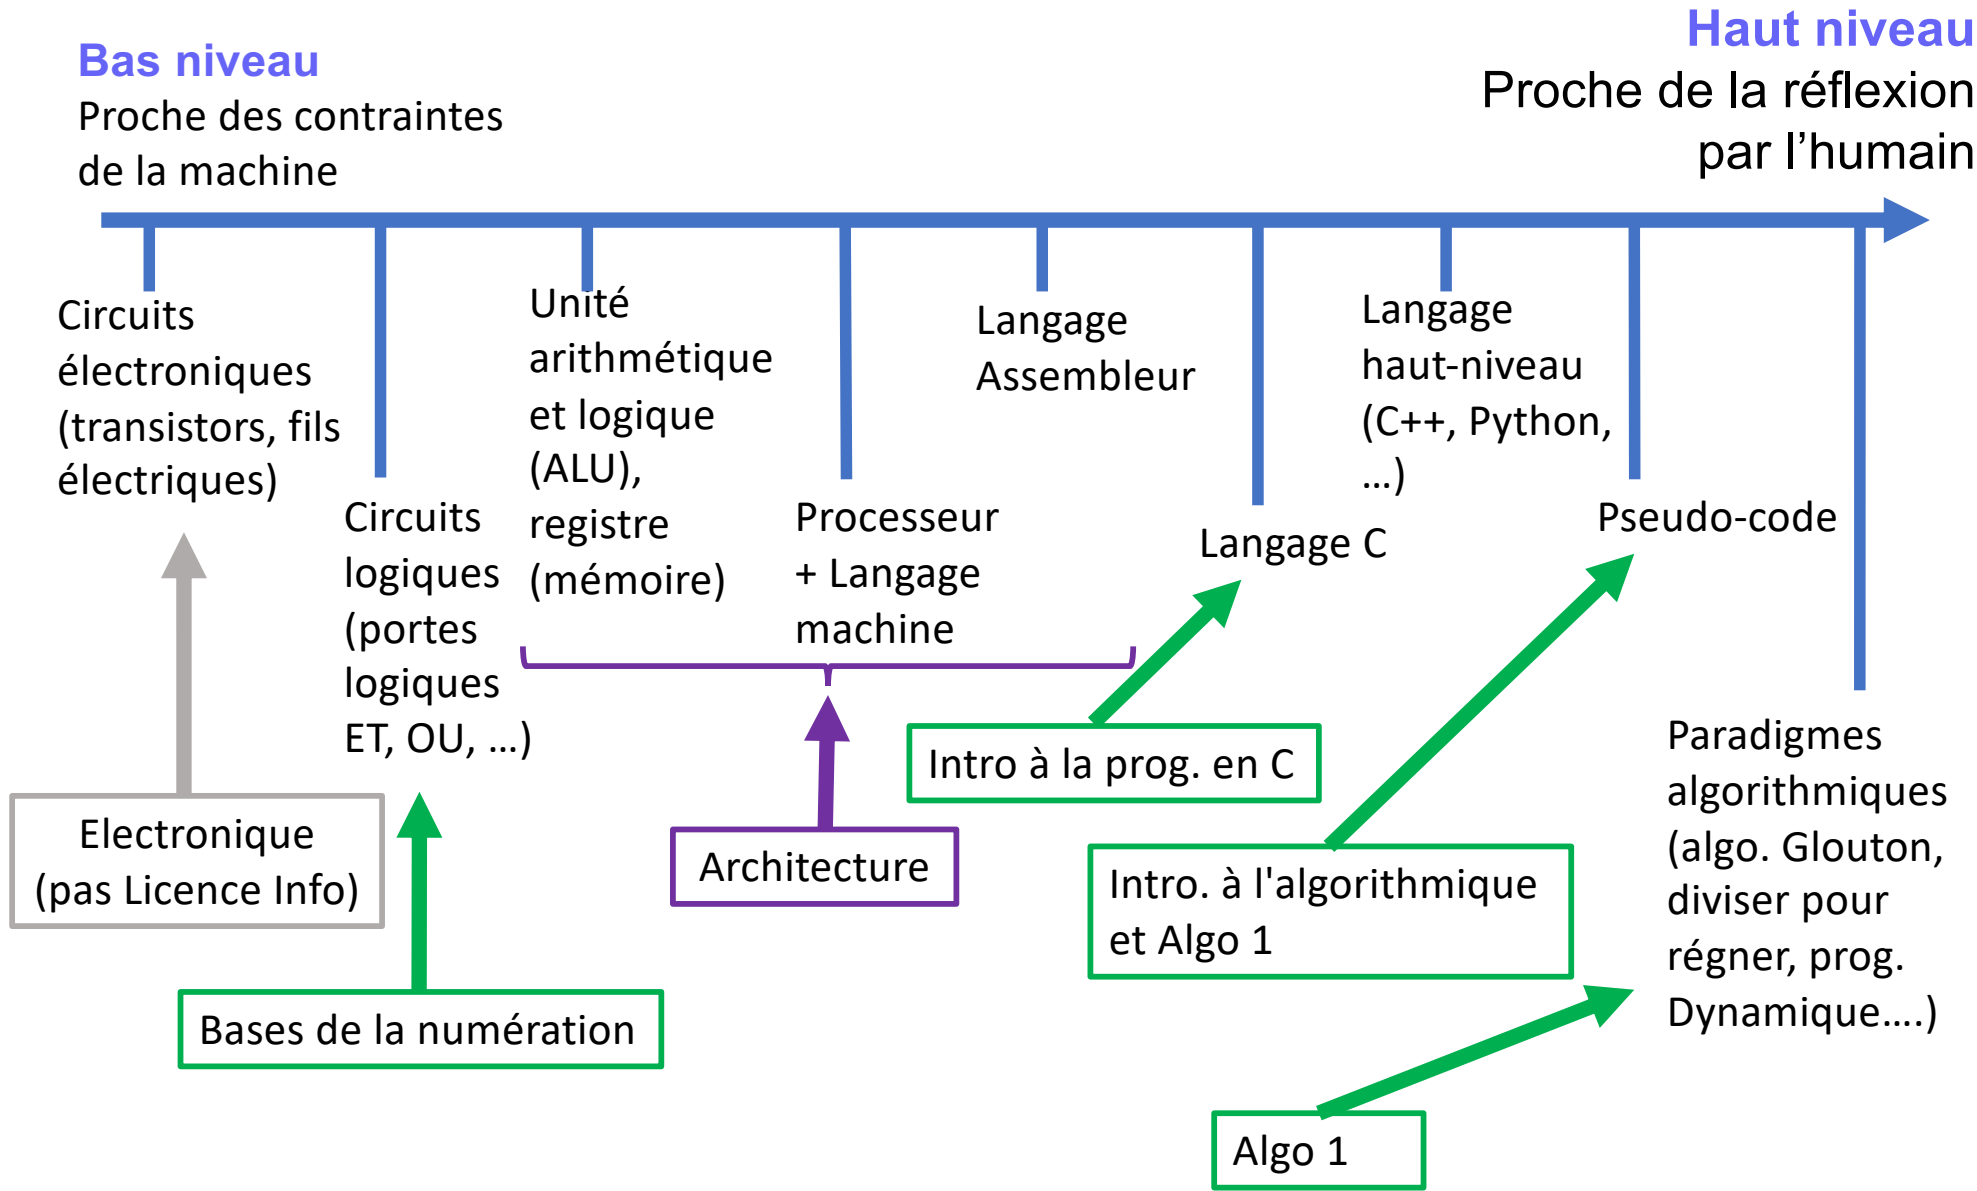 Bas niveau
Proche des contraintes
de la machine
Haut niveau
Proche de la réflexion
par l’humain
Circuits
électroniques
(transistors, fils
électriques)
Circuits
logiques
(portes
logiques
ET, OU, …)
Unité
arithmétique
et logique
(ALU),
registre
(mémoire)
Processeur
+ Langage
machine
Langage
Assembleur
Langage C
Langage
haut-niveau
(C++, Python,
…)
Pseudo-code
Paradigmes
algorithmiques
(algo. Glouton,
diviser pour
régner, prog.
Dynamique….)
Electronique
(pas Licence Info)
Bases de la numération
Architecture
Intro à la prog. en C
Intro. à l'algorithmique
et Algo 1
Algo 1